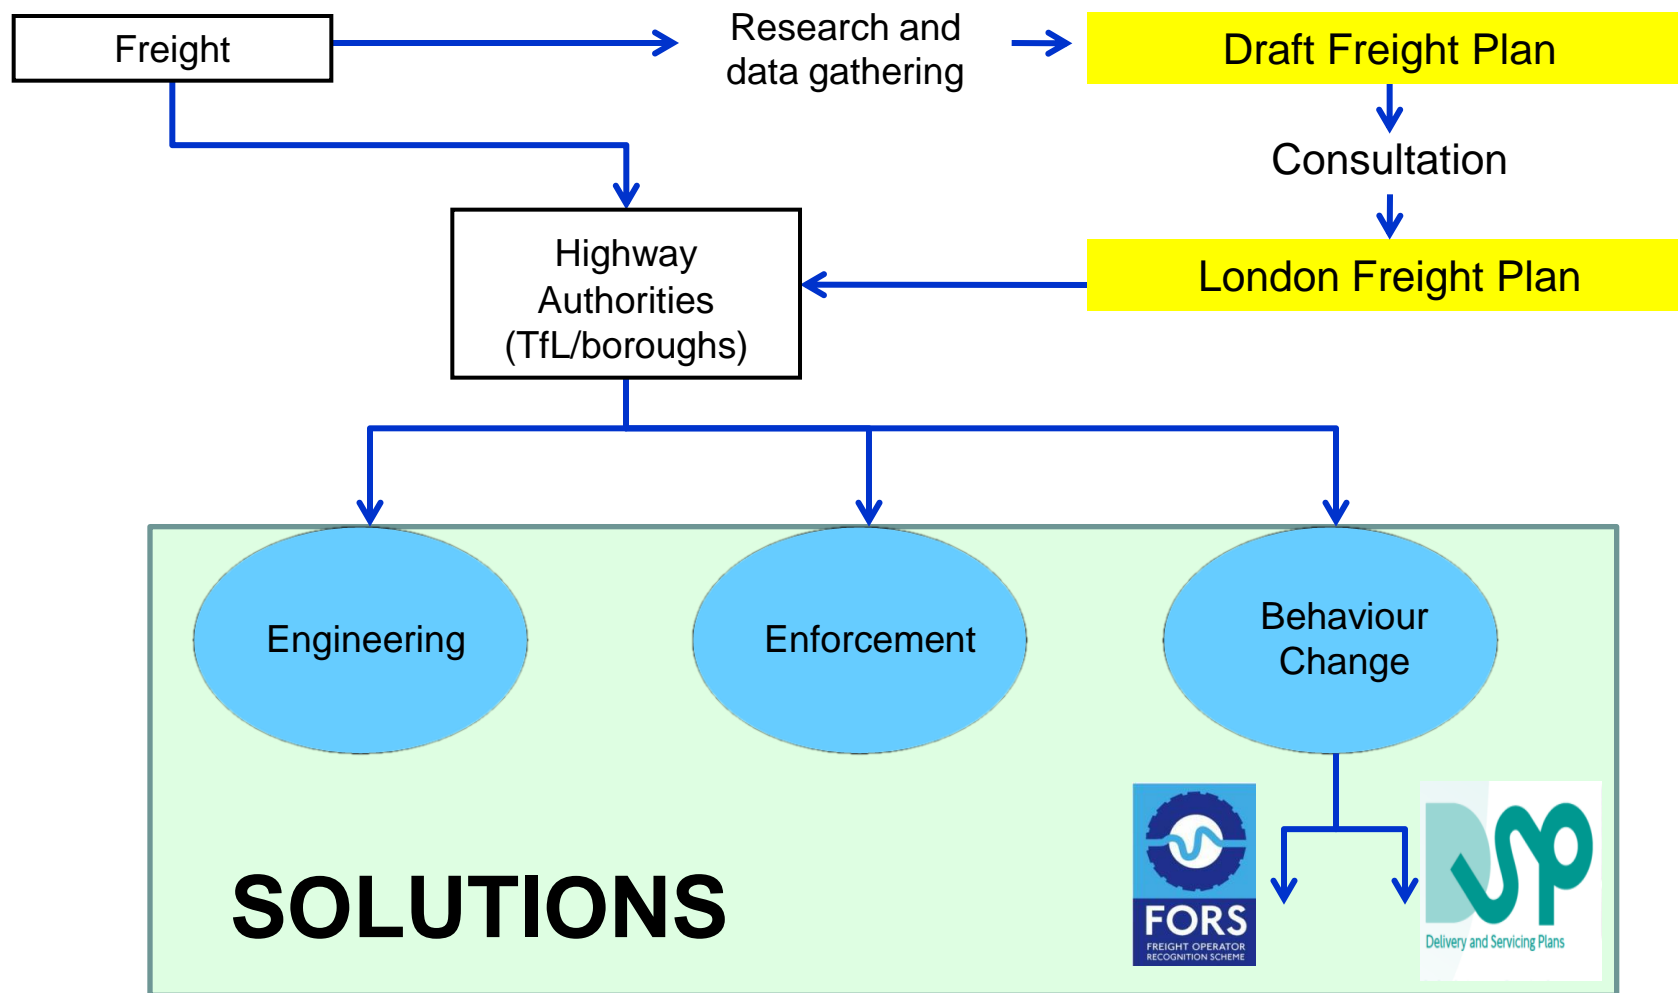 Freight
Research and
data gathering
Draft Freight Plan
Consultation
Highway
Authorities
(TfL/boroughs)
London Freight Plan
Engineering
Enforcement
Behaviour
Change
SOLUTIONS
FORS
FREIGHT OPERATOR
RECOGNITION SCHEME
DSP
Delivery and Servicing Plans